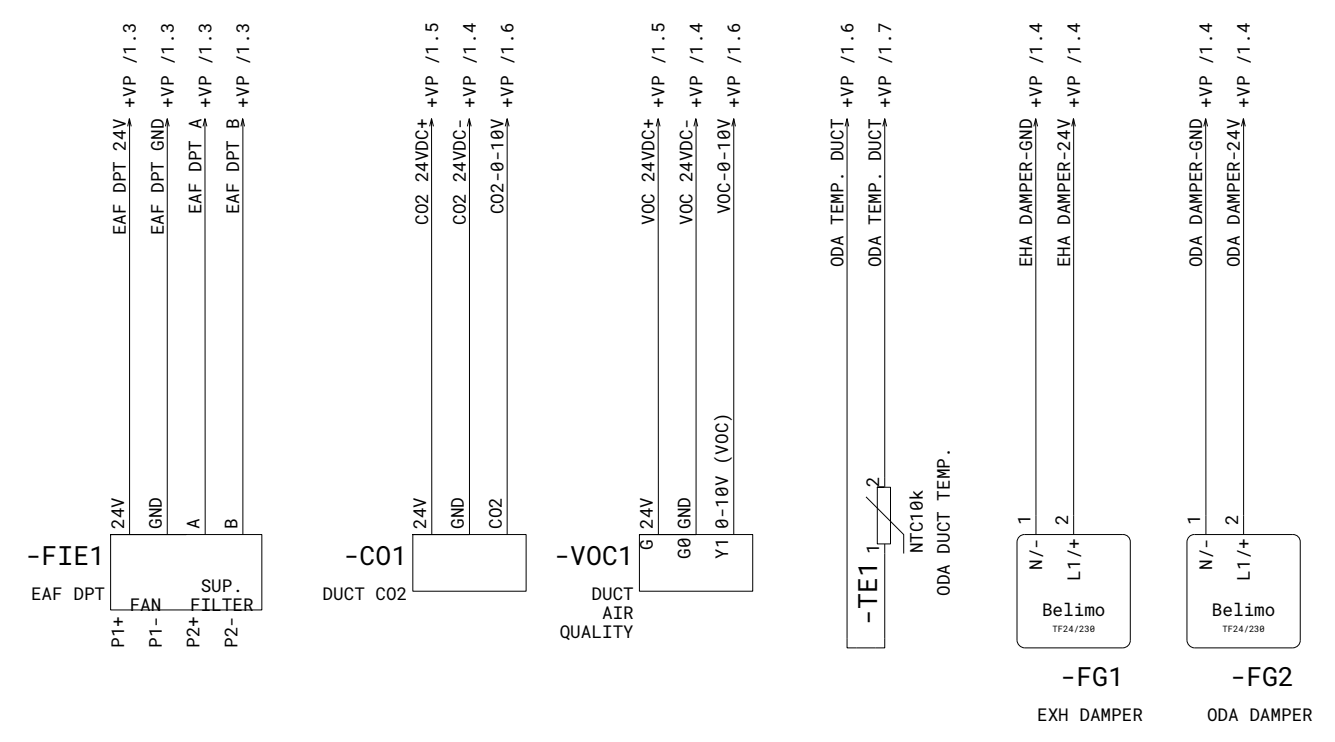 +VP /1.3
+VP /1.3
+VP /1.3
+VP /1.3
EAF DPT 24V
EAF DPT GND
EAF DPT A
EAF DPT B
24V
GND
A
B
-FIE1
EAF DPT
FAN
SUP.
FILTER
P1+
P1-
P2+
P2-
+VP /1.5
+VP /1.4
+VP /1.6
CO2 24VDC+
CO2 24VDC-
CO2-0-10V
24V
GND
CO2
-CO1
DUCT CO2
+VP /1.5
+VP /1.4
+VP /1.6
VOC 24VDC+
VOC 24VDC-
VOC-0-10V
G 24V
G0 GND
Y1 0-10V (VOC)
-VOC1
DUCT
AIR
QUALITY
+VP /1.6
+VP /1.7
ODA TEMP. DUCT
ODA TEMP. DUCT
2
1
-TE1
NTC10k
ODA DUCT TEMP.
+VP /1.4
+VP /1.4
EHA DAMPER-GND
EHA DAMPER-24V
1
2
N/-
L1/+
Belimo
TF24/230
-FG1
EXH DAMPER
+VP /1.4
+VP /1.4
ODA DAMPER-GND
ODA DAMPER-24V
1
2
N/-
L1/+
Belimo
TF24/230
-FG2
ODA DAMPER